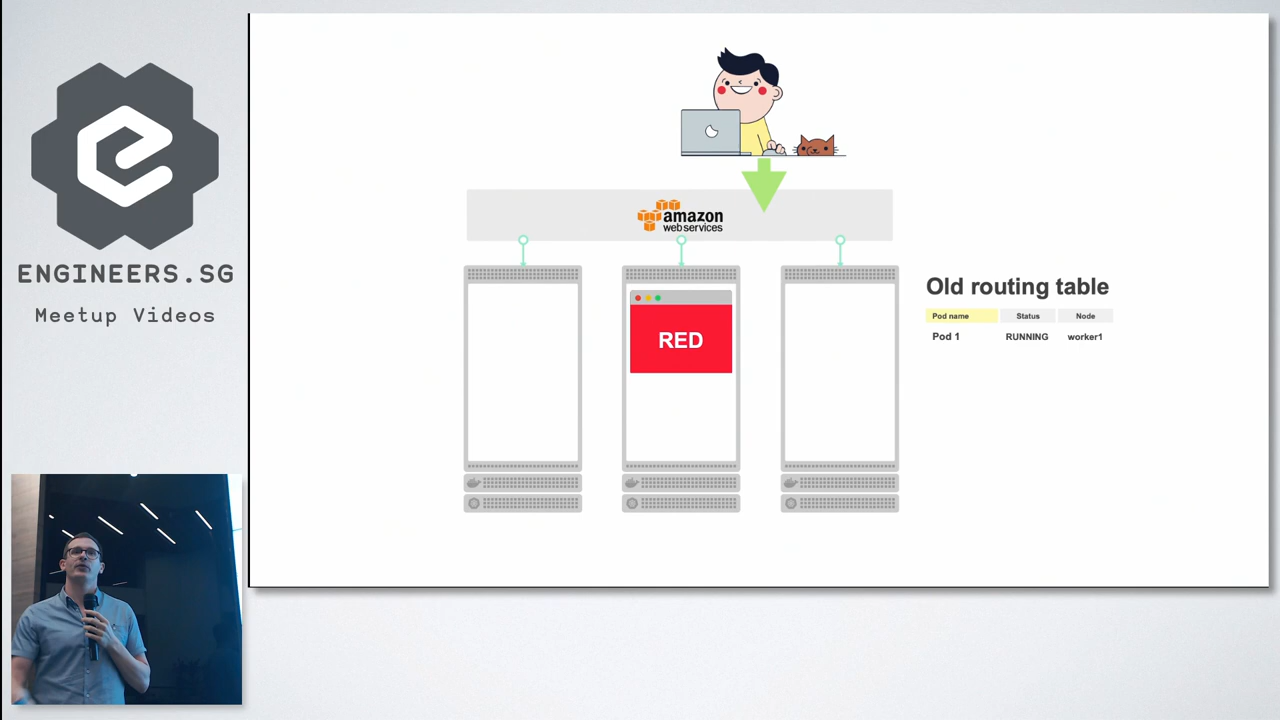 ENGINEERS.SG
Meetup Videos
amazon
web services
RED
Old routing table
Pod name Status Node
Pod 1 RUNNING worker1